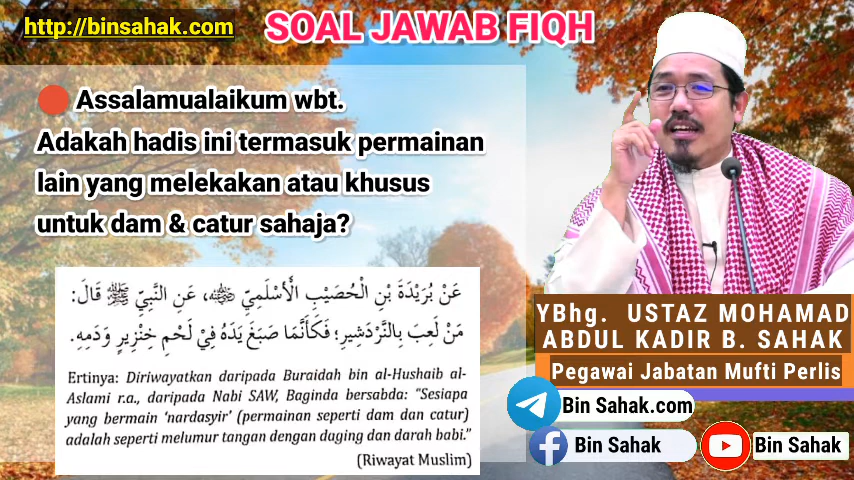 http://binsahak.com
SOAL JAWAB FIQH
Assalamualaikum wbt.
Adakah hadis ini termasuk permainan
lain yang melekakan atau khusus
untuk dam & catur sahaja?
عَنْ بُرَيْدَةَ بْنِ الْحُصَيْبِ الْأَسْلَمِيِّ ﵁، عَنِ النَّبِيِّ ﷺ قَالَ:
مَنْ لَعِبَ بِالنَّرْدَشِيرِ؛ فَكَأَنَّمَا صَبَغَ يَدَهُ فِيْ لَحْمِ خِنْزِيرٍ وَدَمِهِ.
Ertinya: Diriwayatkan daripada Buraidah bin al-Hushaib al-
Aslami r.a., daripada Nabi SAW, Baginda bersabda: “Sesiapa
yang bermain ‘nardasyir’ (permainan seperti dam dan catur)
adalah seperti melumur tangan dengan daging dan darah babi.”
(Riwayat Muslim)
YBhg. USTAZ MOHAMAD
ABDUL KADIR B. SAHAK
Pegawai Jabatan Mufti Perlis
Bin Sahak.com
Bin Sahak
Bin Sahak